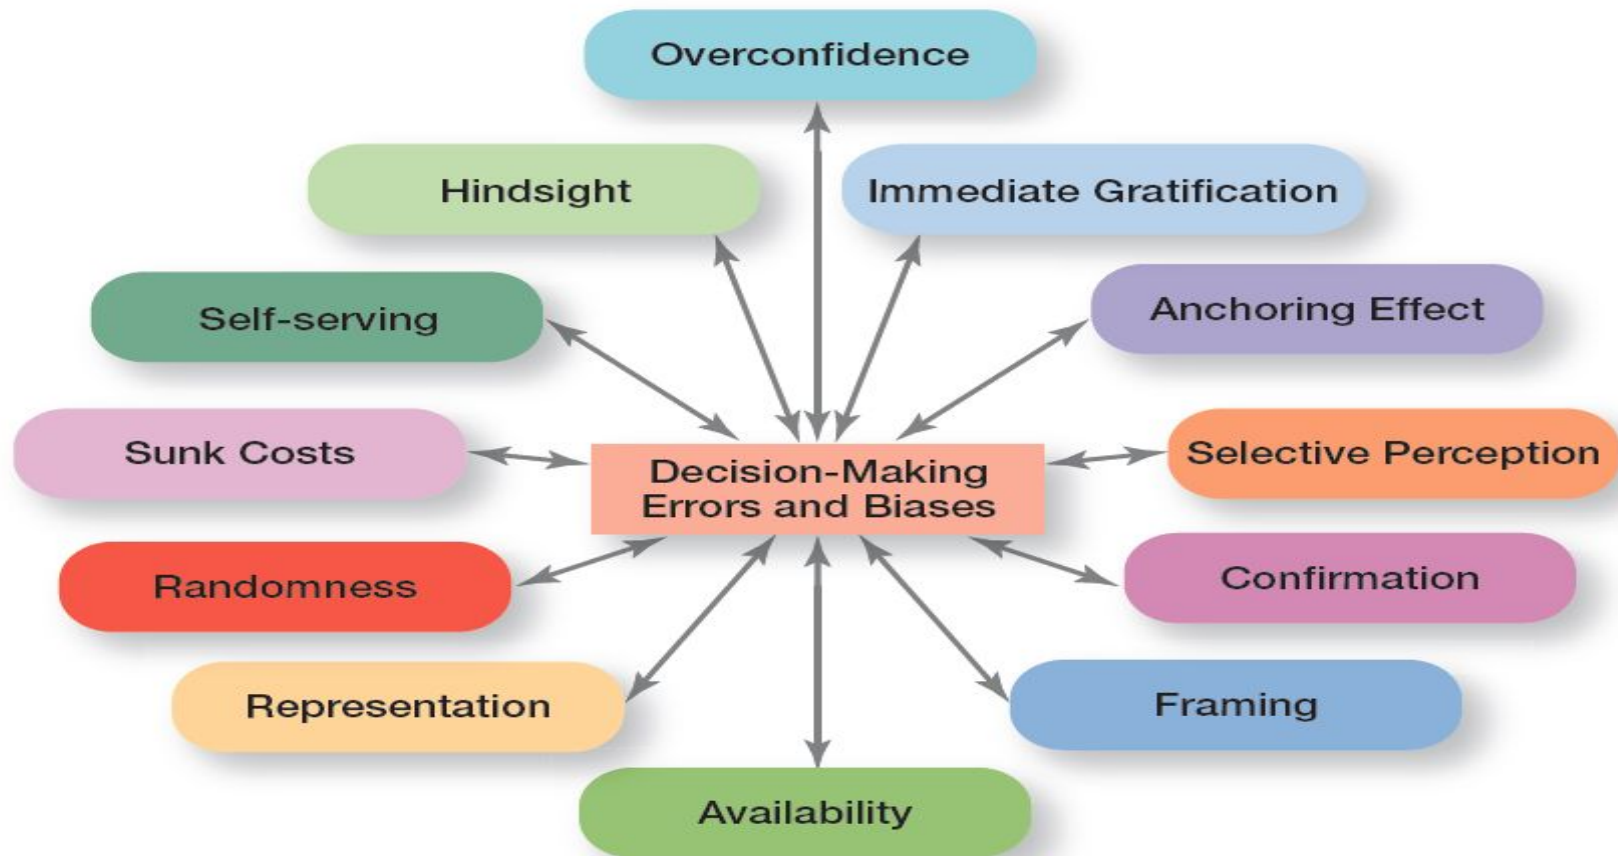 Overconfidence
Hindsight
Immediate Gratification
Self-serving
Anchoring Effect
Sunk Costs
Selective Perception
Decision-Making
Errors and Biases
Randomness
Confirmation
Representation
Framing
Availability